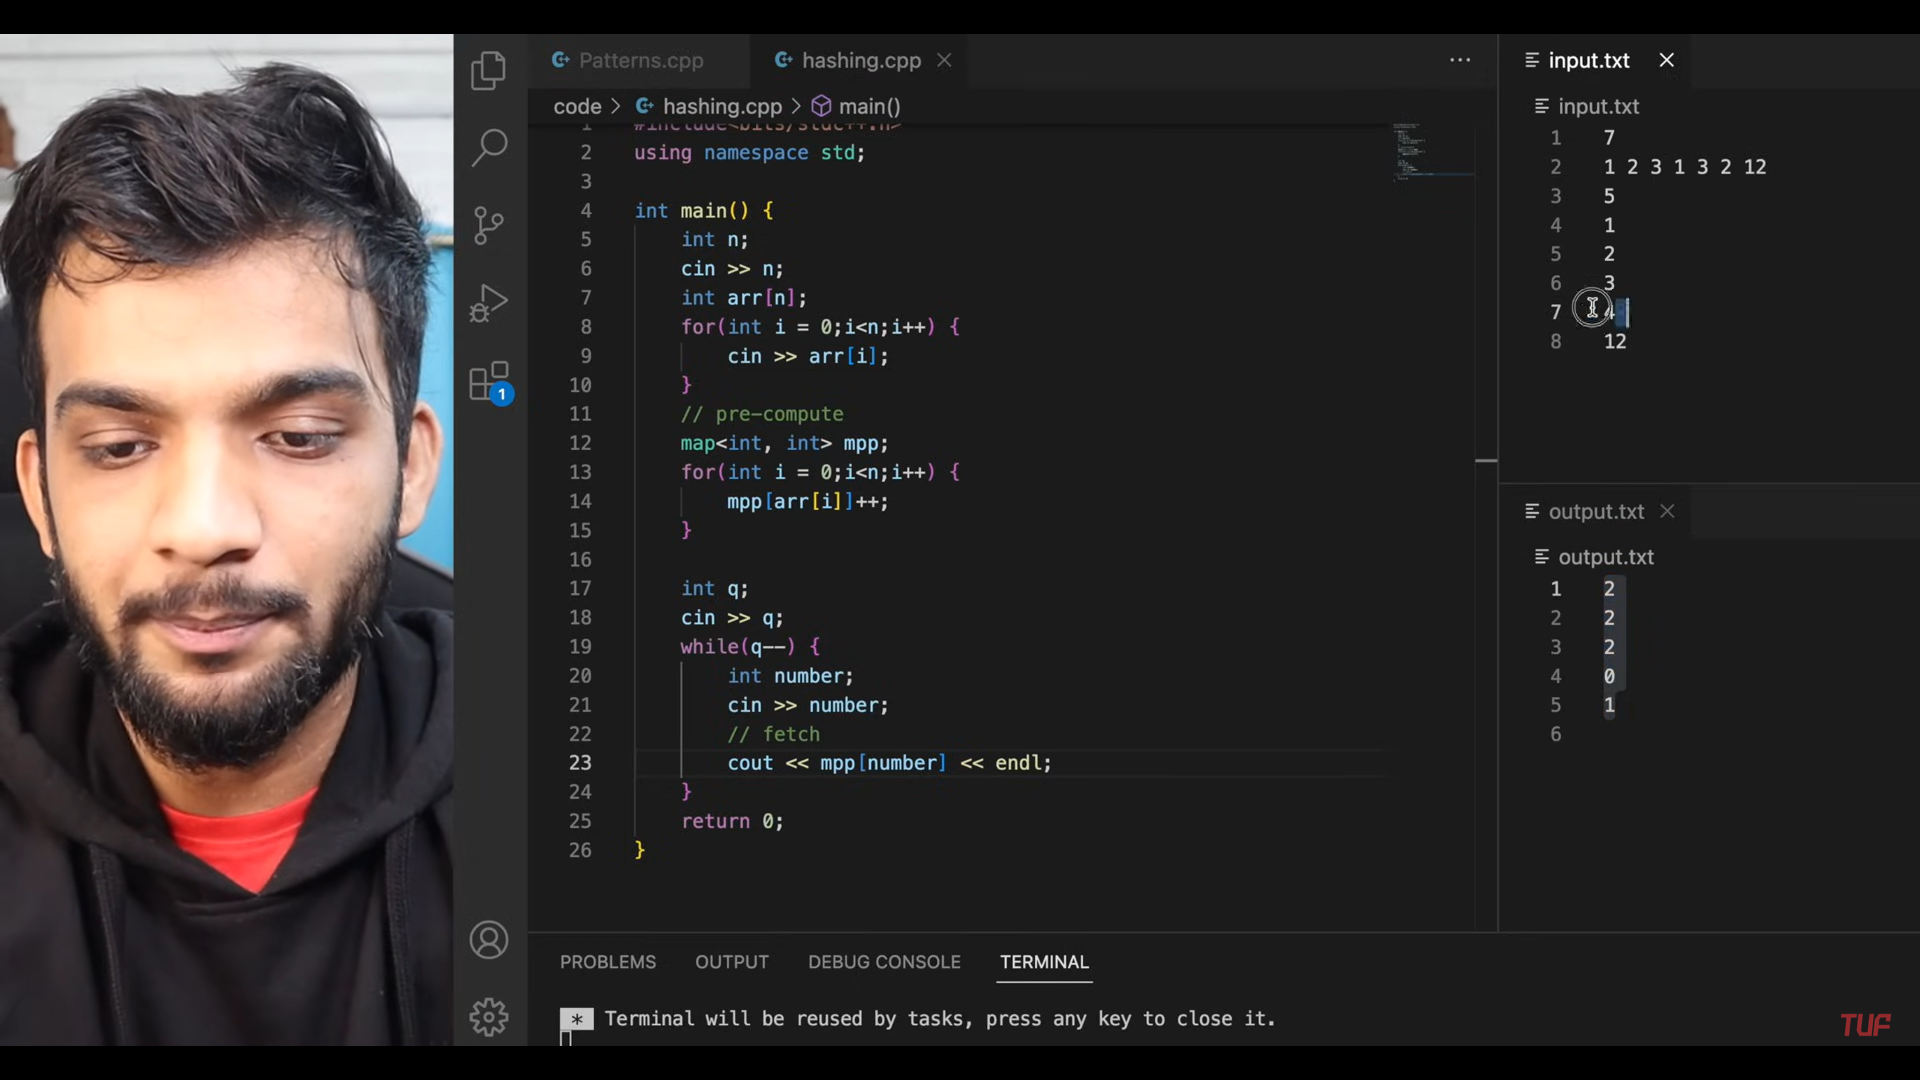 Patterns.cpp
hashing.cpp
code > hashing.cpp > main()
1 #include<bits/stdc++.h>
2 using namespace std;
3
4 int main() {
5 int n;
6 cin >> n;
7 int arr[n];
8 for(int i = 0;i<n;i++) {
9 cin >> arr[i];
10 }
11 // pre-compute
12 map<int, int> mpp;
13 for(int i = 0;i<n;i++) {
14 mpp[arr[i]]++;
15 }
16
17 int q;
18 cin >> q;
19 while(q--) {
20 int number;
21 cin >> number;
22 // fetch
23 cout << mpp[number] << endl;
24 }
25 return 0;
26 }
1
PROBLEMS OUTPUT DEBUG CONSOLE TERMINAL
* Terminal will be reused by tasks, press any key to close it.
input.txt
input.txt
1 7
2 1 2 3 1 3 2 12
3 5
4 1
5 2
6 3
7 4
8 12
output.txt
output.txt
1 2
2 2
3 2
4 0
5 1
6
TUF